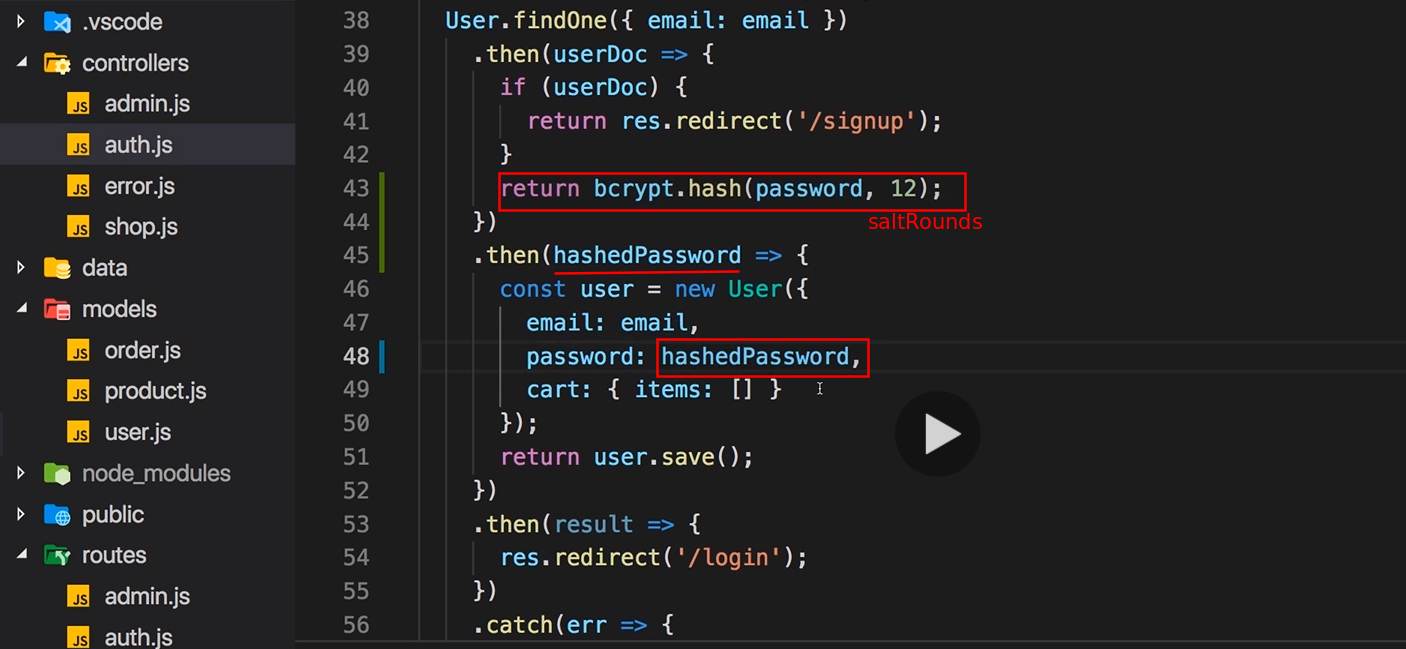 .vscode
controllers
JS admin.js
JS auth.js
JS error.js
JS shop.js
data
models
JS order.js
JS product.js
JS user.js
node_modules
public
routes
JS admin.js
JS auth.js
38 User.findOne({ email: email })
39 .then(userDoc => {
40 if (userDoc) {
41 return res.redirect('/signup');
42 }
43 return bcrypt.hash(password, 12);
saltRounds
44 })
45 .then(hashedPassword => {
46 const user = new User({
47 email: email,
48 password: hashedPassword,
49 cart: { items: [] }
50 });
51 return user.save();
52 })
53 .then(result => {
54 res.redirect('/login');
55 })
56 .catch(err => {